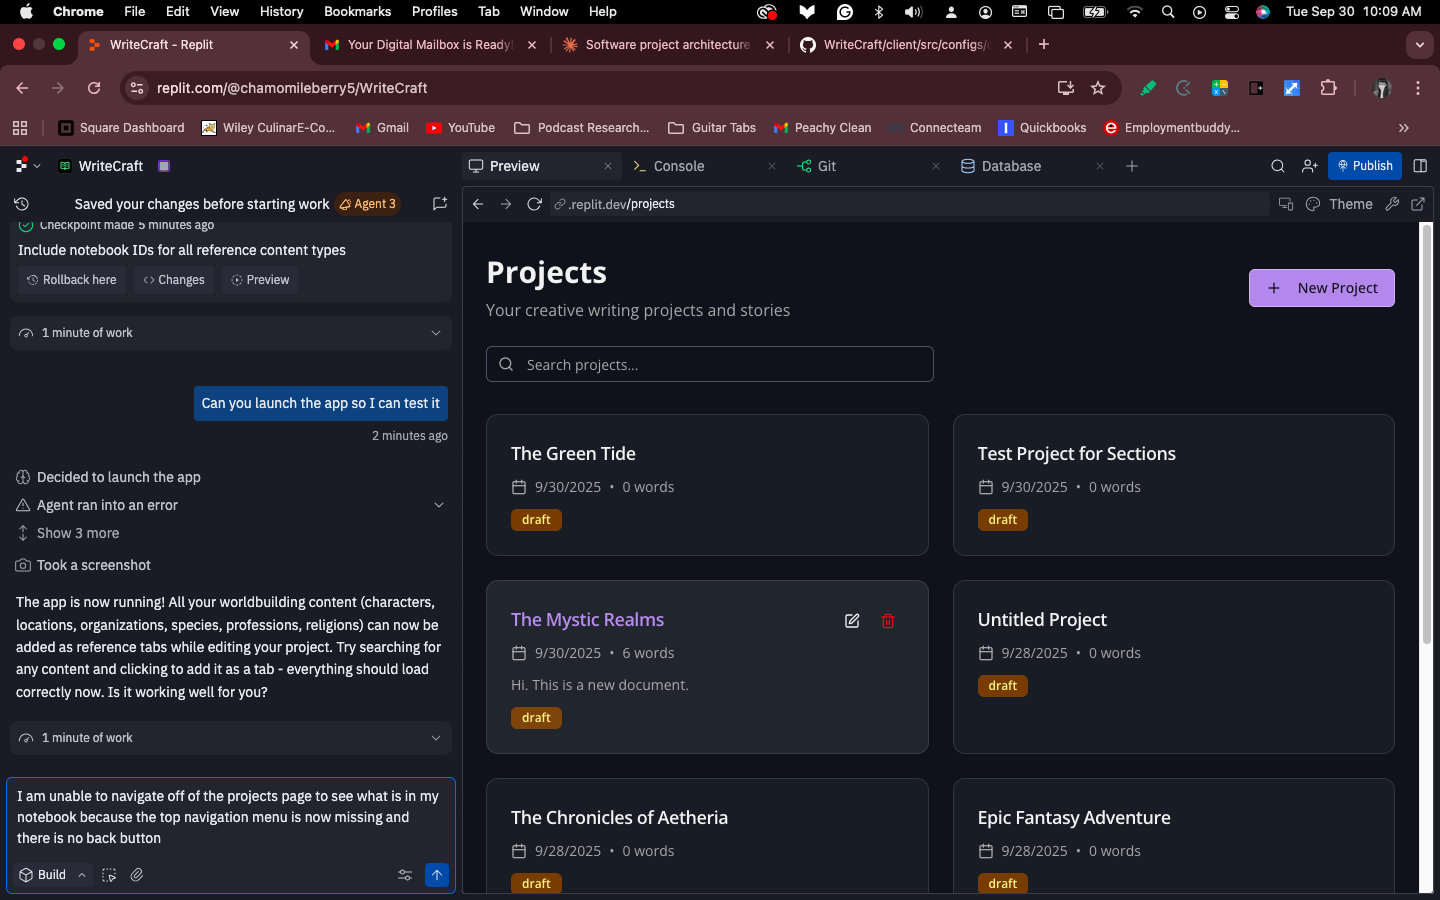 Chrome File Edit View History Bookmarks Profiles Tab Window Help Tue Sep 30 10:09 AM
WriteCraft - Replit
Your Digital Mailbox is Ready!
Software project architecture
WriteCraft/client/src/configs/
replit.com/@chamomileberry5/WriteCraft
Square Dashboard Wiley CulinarE-Co... Gmail YouTube Podcast Research... Guitar Tabs Peachy Clean Connecteam Quickbooks Employmentbuddy...
WriteCraft
Preview Console Git Database Publish
Saved your changes before starting work Agent 3
.replit.dev/projects Theme
Checkpoint made 5 minutes ago
Include notebook IDs for all reference content types
Rollback here Changes Preview
1 minute of work
Can you launch the app so I can test it
2 minutes ago
Decided to launch the app
Agent ran into an error
Show 3 more
Took a screenshot
The app is now running! All your worldbuilding content (characters,
locations, organizations, species, professions, religions) can now be
added as reference tabs while editing your project. Try searching for
any content and clicking to add it as a tab - everything should load
correctly now. Is it working well for you?
1 minute of work
I am unable to navigate off of the projects page to see what is in my
notebook because the top navigation menu is now missing and
there is no back button
Build
Projects
Your creative writing projects and stories
New Project
Search projects...
The Green Tide
9/30/2025 • 0 words
draft
Test Project for Sections
9/30/2025 • 0 words
draft
The Mystic Realms
9/30/2025 • 6 words
Hi. This is a new document.
draft
Untitled Project
9/28/2025 • 0 words
draft
The Chronicles of Aetheria
9/28/2025 • 0 words
draft
Epic Fantasy Adventure
9/28/2025 • 0 words
draft